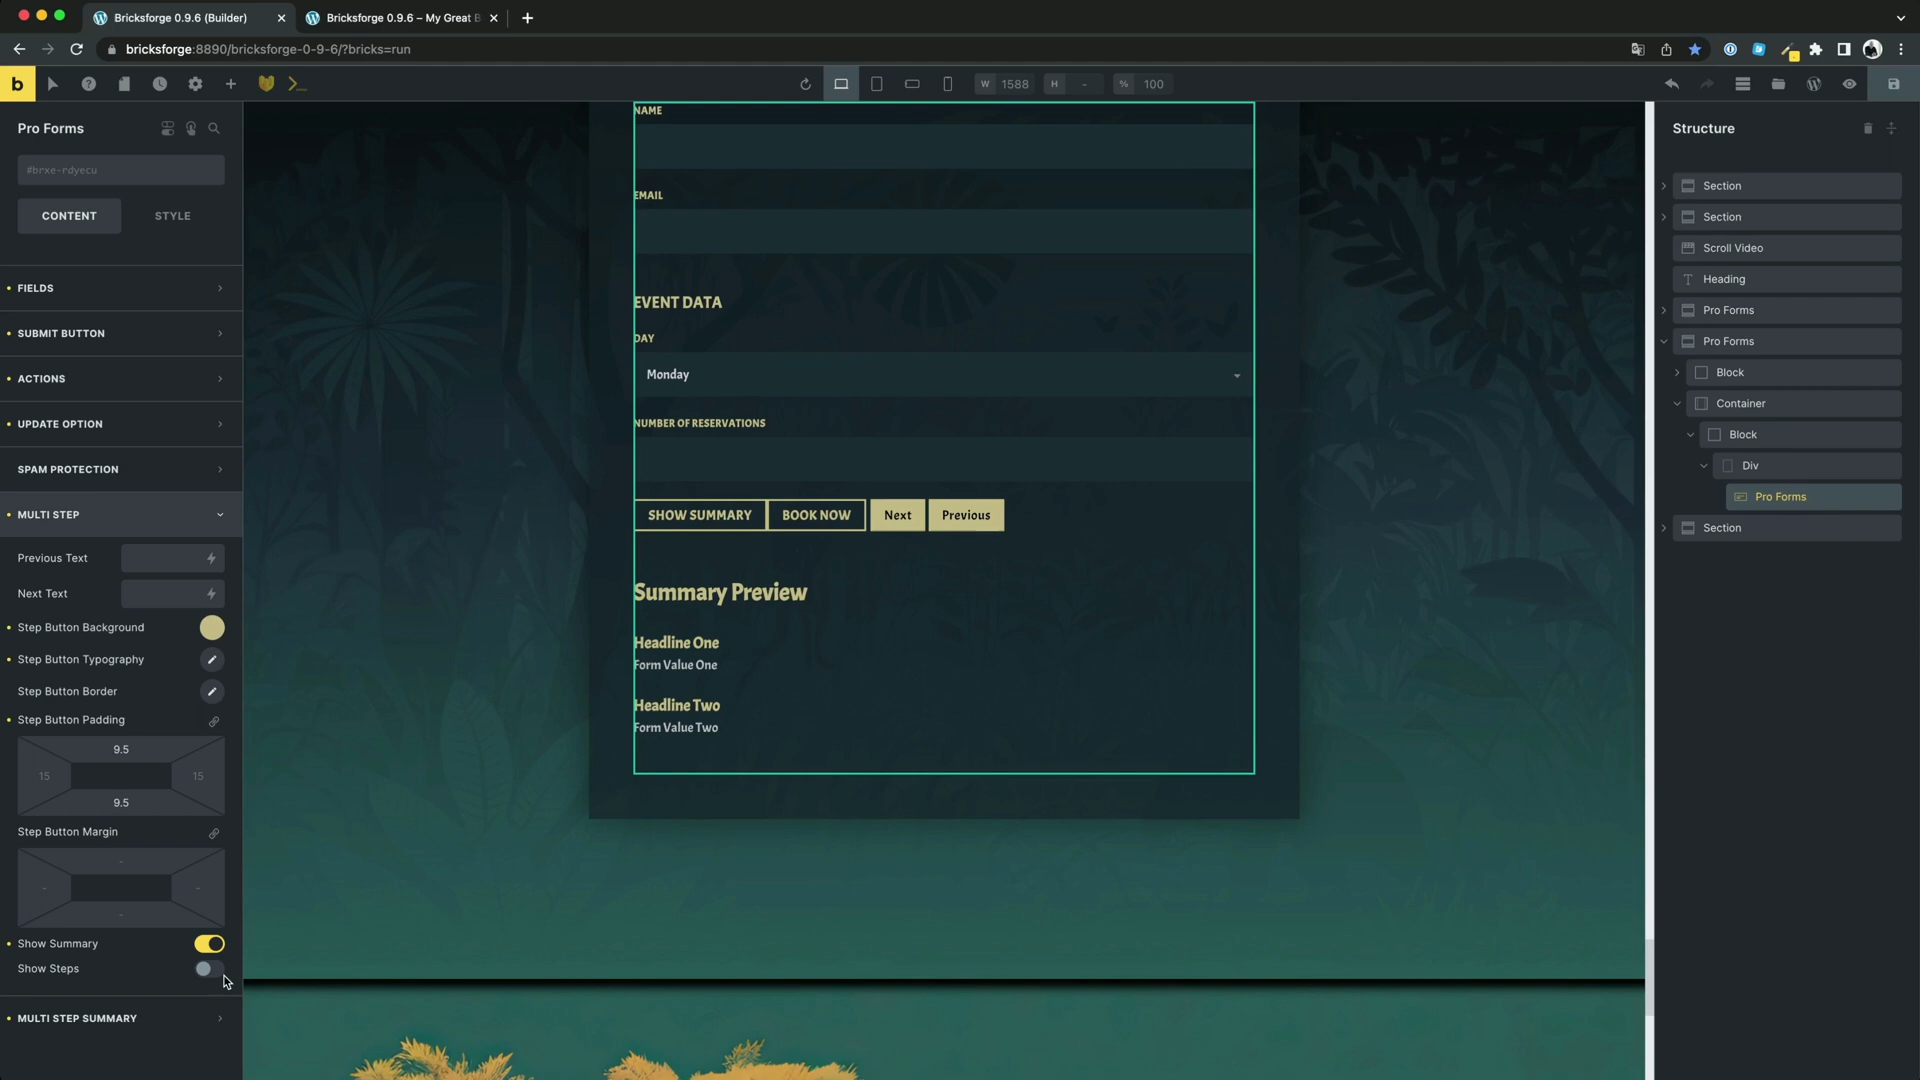 Bricksforge 0.9.6 (Builder)
Bricksforge 0.9.6 – My Great B
bricksforge:8890/bricksforge-0-9-6/?bricks=run
b
W 1588
H -
% 100
Pro Forms
#brxe-rdyecu
CONTENT
STYLE
FIELDS
SUBMIT BUTTON
ACTIONS
UPDATE OPTION
SPAM PROTECTION
MULTI STEP
Previous Text
Next Text
Step Button Background
Step Button Typography
Step Button Border
Step Button Padding
9.5
15
15
9.5
Step Button Margin
-
-
-
-
Show Summary
Show Steps
MULTI STEP SUMMARY
NAME
EMAIL
EVENT DATA
DAY
Monday
NUMBER OF RESERVATIONS
SHOW SUMMARY
BOOK NOW
Next
Previous
Summary Preview
Headline One
Form Value One
Headline Two
Form Value Two
Structure
Section
Section
Scroll Video
Heading
Pro Forms
Pro Forms
Block
Container
Block
Div
Pro Forms
Section